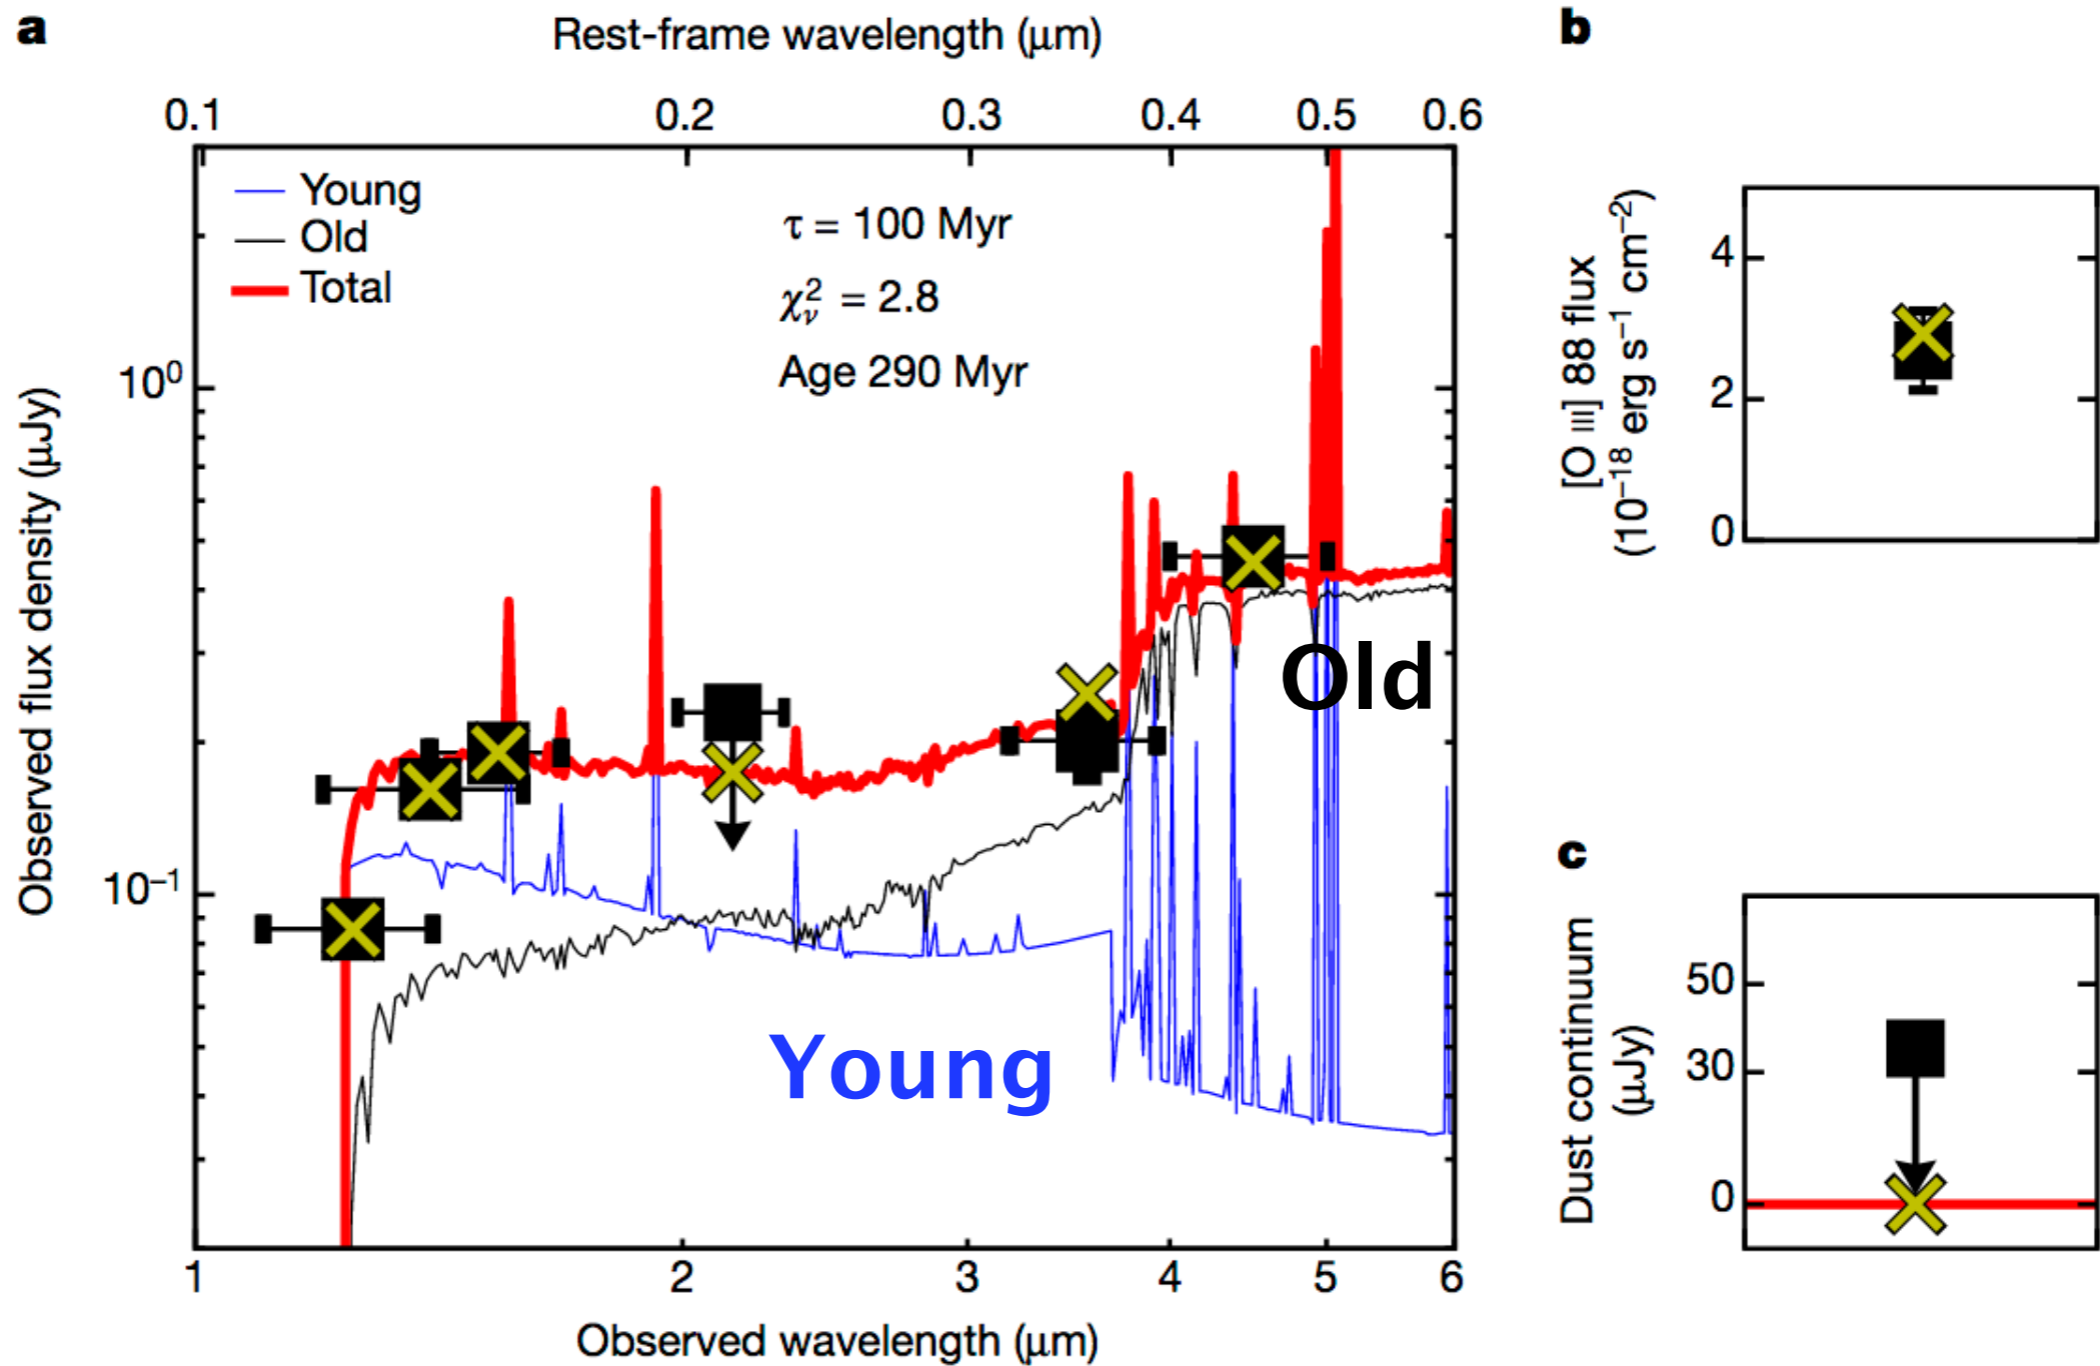 a
Rest-frame wavelength (μm)
0.1 0.2 0.3 0.4 0.5 0.6
Young
Old
Total
τ = 100 Myr
χ²ᵥ = 2.8
Age 290 Myr
Observed flux density (μJy)
10⁰
10⁻¹
Old
Young
1 2 3 4 5 6
Observed wavelength (μm)
b
[O III] 88 flux
(10⁻¹⁸ erg s⁻¹ cm⁻²)
4
2
0
c
Dust continuum
(μJy)
50
30
0